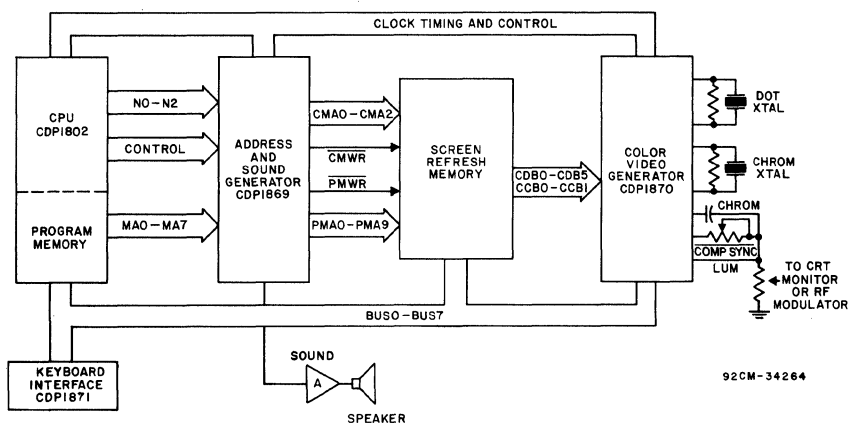 CLOCK TIMING AND CONTROL
CPU
CDP1802
PROGRAM
MEMORY
N0-N2
CONTROL
MA0-MA7
ADDRESS
AND
SOUND
GENERATOR
CDP1869
CMA0-CMA2
CMWR
PMWR
PMA0-PMA9
SCREEN
REFRESH
MEMORY
CDB0-CDB5
CCB0-CCB1
COLOR
VIDEO
GENERATOR
CDP1870
DOT
XTAL
CHROM
XTAL
CHROM
COMP SYNC
LUM
TO CRT
MONITOR
OR RF
MODULATOR
BUS0-BUS7
KEYBOARD
INTERFACE
CDP1871
SOUND
A
SPEAKER
92CM-34264